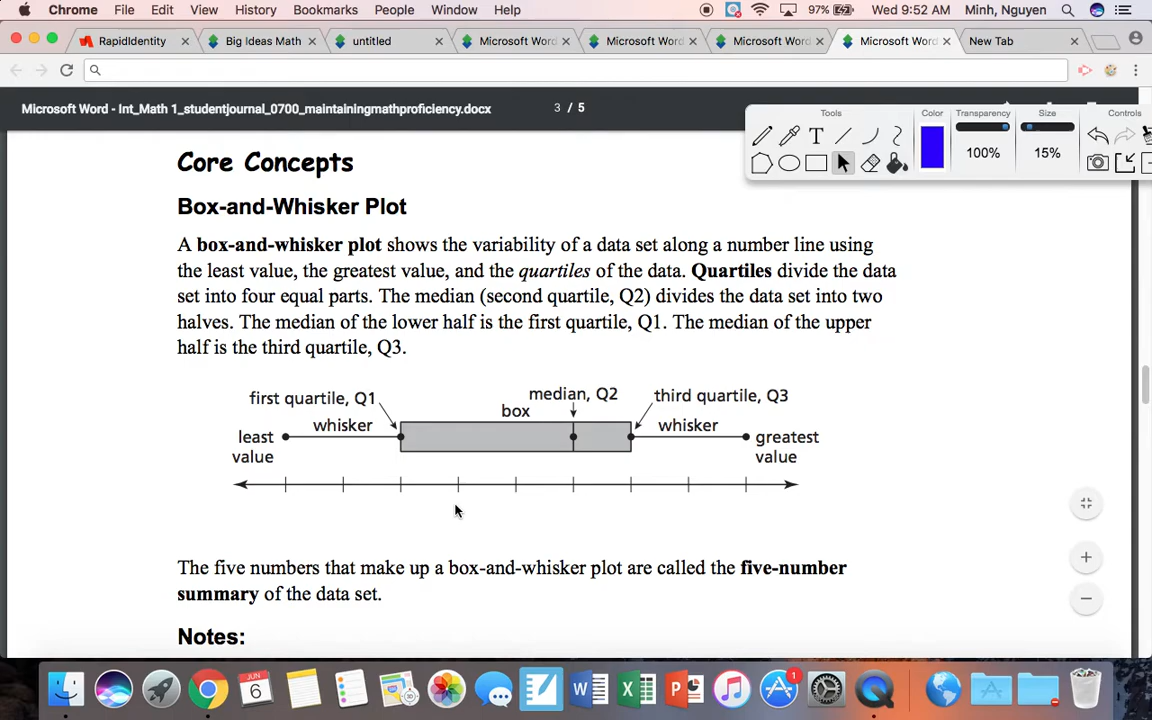 Chrome File Edit View History Bookmarks People Window Help 97% Wed 9:52 AM Minh, Nguyen
RapidIdentity Big Ideas Math untitled Microsoft Word Microsoft Word Microsoft Word Microsoft Word New Tab
Microsoft Word - Int_Math 1_studentjournal_0700_maintainingmathproficiency.docx 3 / 5
Tools Color Transparency Size Controls
T
100% 15%
Core Concepts
Box-and-Whisker Plot
A box-and-whisker plot shows the variability of a data set along a number line using
the least value, the greatest value, and the quartiles of the data. Quartiles divide the data
set into four equal parts. The median (second quartile, Q2) divides the data set into two
halves. The median of the lower half is the first quartile, Q1. The median of the upper
half is the third quartile, Q3.
first quartile, Q1 median, Q2 third quartile, Q3
box
whisker whisker
least greatest
value value
The five numbers that make up a box-and-whisker plot are called the five-number
summary of the data set.
Notes:
JUN
6
1